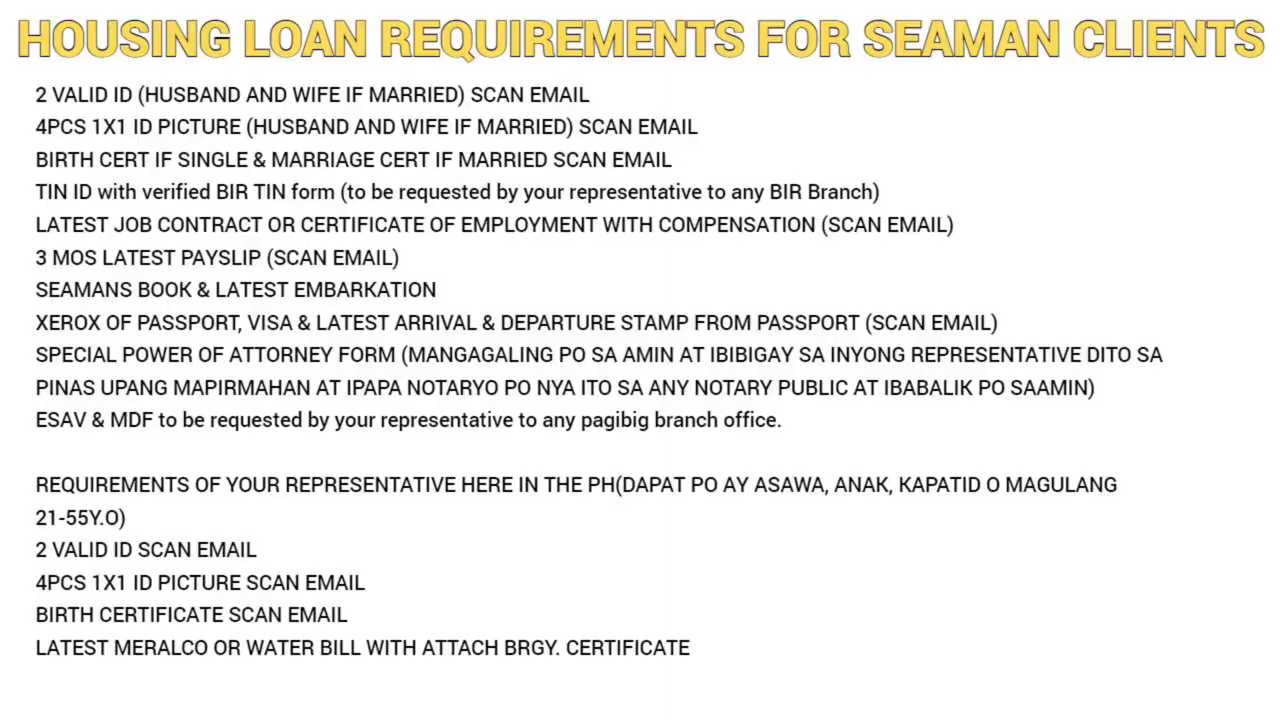 HOUSING LOAN REQUIREMENTS FOR SEAMAN CLIENTS
2 VALID ID (HUSBAND AND WIFE IF MARRIED) SCAN EMAIL
4PCS 1X1 ID PICTURE (HUSBAND AND WIFE IF MARRIED) SCAN EMAIL
BIRTH CERT IF SINGLE & MARRIAGE CERT IF MARRIED SCAN EMAIL
TIN ID with verified BIR TIN form (to be requested by your representative to any BIR Branch)
LATEST JOB CONTRACT OR CERTIFICATE OF EMPLOYMENT WITH COMPENSATION (SCAN EMAIL)
3 MOS LATEST PAYSLIP (SCAN EMAIL)
SEAMANS BOOK & LATEST EMBARKATION
XEROX OF PASSPORT, VISA & LATEST ARRIVAL & DEPARTURE STAMP FROM PASSPORT (SCAN EMAIL)
SPECIAL POWER OF ATTORNEY FORM (MANGAGALING PO SA AMIN AT IBIBIGAY SA INYONG REPRESENTATIVE DITO SA
PINAS UPANG MAPIRMAHAN AT IPAPA NOTARYO PO NYA ITO SA ANY NOTARY PUBLIC AT IBABALIK PO SAAMIN)
ESAV & MDF to be requested by your representative to any pagibig branch office.
REQUIREMENTS OF YOUR REPRESENTATIVE HERE IN THE PH(DAPAT PO AY ASAWA, ANAK, KAPATID O MAGULANG
21-55Y.O)
2 VALID ID SCAN EMAIL
4PCS 1X1 ID PICTURE SCAN EMAIL
BIRTH CERTIFICATE SCAN EMAIL
LATEST MERALCO OR WATER BILL WITH ATTACH BRGY. CERTIFICATE